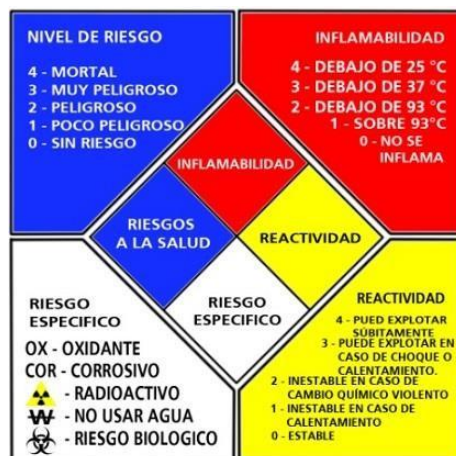 NIVEL DE RIESGO
4 - MORTAL
3 - MUY PELIGROSO
2 - PELIGROSO
1 - POCO PELIGROSO
0 - SIN RIESGO
INFLAMABILIDAD
4 - DEBAJO DE 25 °C
3 - DEBAJO DE 37 °C
2 - DEBAJO DE 93 °C
1 - SOBRE 93°C
0 - NO SE
INFLAMA
INFLAMABILIDAD
RIESGOS
A LA SALUD
REACTIVIDAD
RIESGO
ESPECIFICO
RIESGO
ESPECIFICO
OX - OXIDANTE
COR - CORROSIVO
- RADIOACTIVO
W - NO USAR AGUA
- RIESGO BIOLOGICO
REACTIVIDAD
4 - PUED EXPLOTAR
SÚBITAMENTE
3 - PUEDE EXPLOTAR EN
CASO DE CHOQUE O
CALENTAMIENTO.
2 - INESTABLE EN CASO DE
CAMBIO QUÍMICO VIOLENTO
1 - INESTABLE EN CASO DE
CALENTAMIENTO
0 - ESTABLE